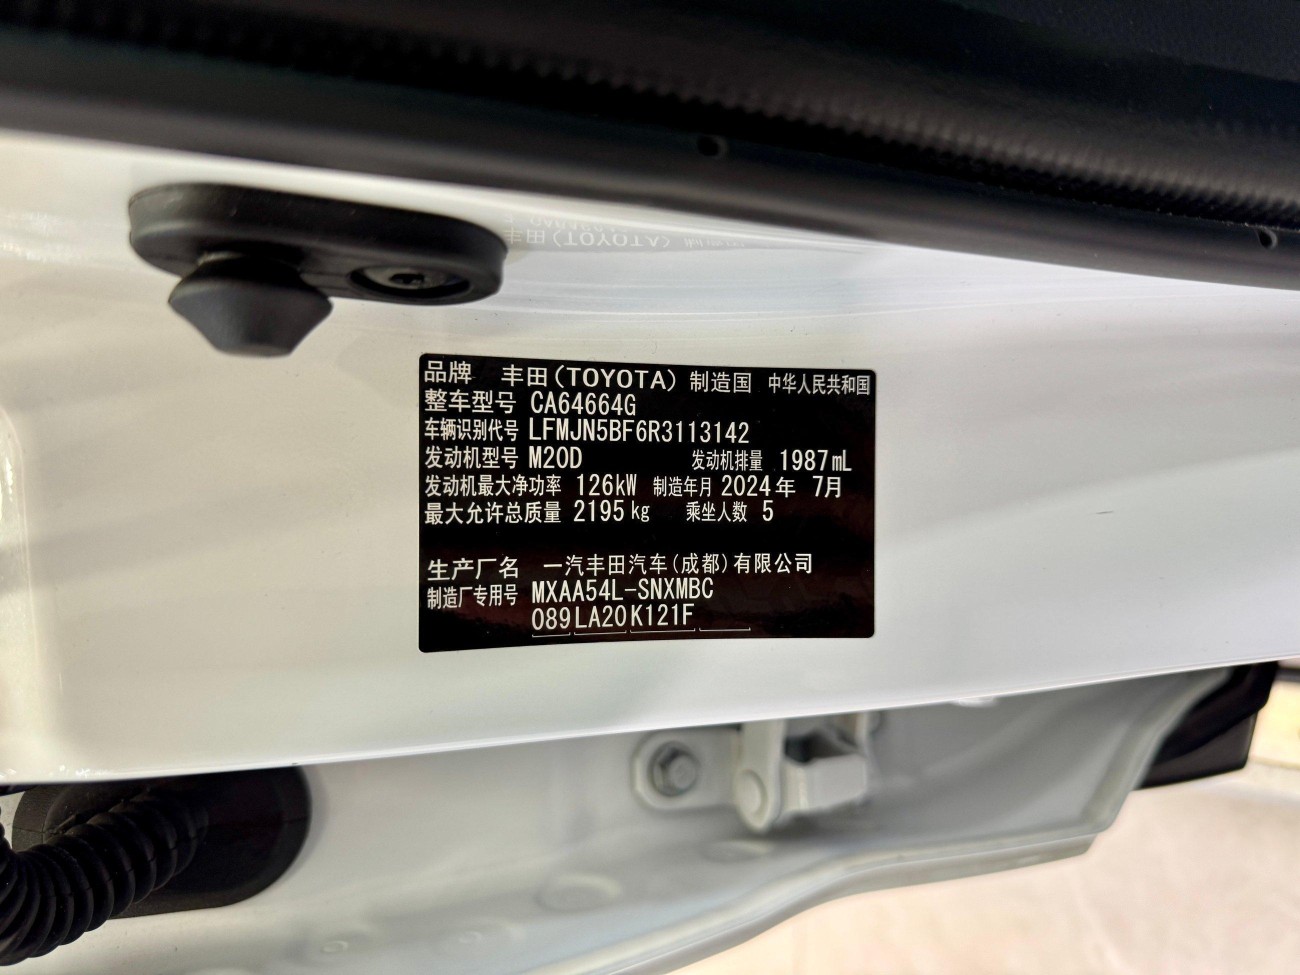 品牌 丰田(TOYOTA) 制造国 中华人民共和国
整车型号 CA64664G
车辆识别代号 LFMJN5BF6R3113142
发动机型号 M20D 发动机排量 1987mL
发动机最大净功率 126kW 制造年月 2024年 7月
最大允许总质量 2195kg 乘坐人数 5
生产厂名 一汽丰田汽车(成都)有限公司
制造厂专用号 MXAA54L-SNXMBC
089LA20K121F